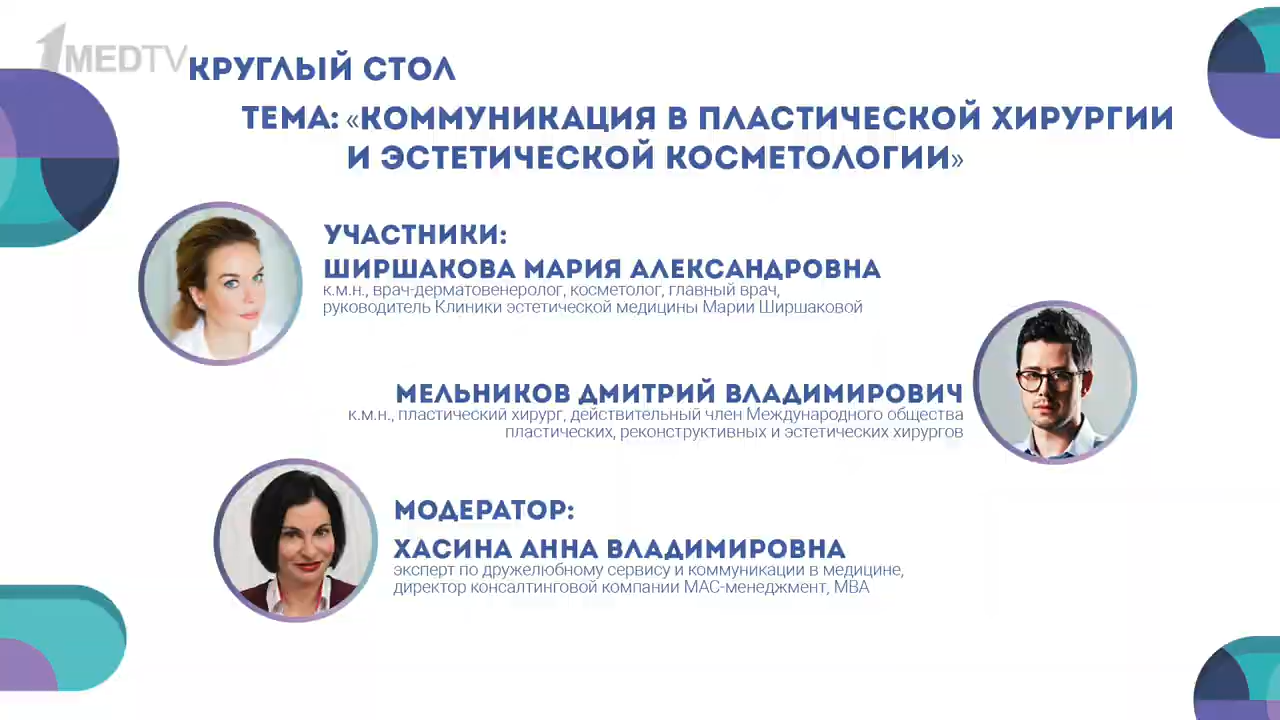 1MEDTV
КРУГЛЫЙ СТОЛ
ТЕМА: «КОММУНИКАЦИЯ В ПЛАСТИЧЕСКОЙ ХИРУРГИИ
И ЭСТЕТИЧЕСКОЙ КОСМЕТОЛОГИИ»
УЧАСТНИКИ:
ШИРШАКОВА МАРИЯ АЛЕКСАНДРОВНА
к.м.н., врач-дерматовенеролог, косметолог, главный врач,
руководитель Клиники эстетической медицины Марии Ширшаковой
МЕЛЬНИКОВ ДМИТРИЙ ВЛАДИМИРОВИЧ
к.м.н., пластический хирург, действительный член Международного общества
пластических, реконструктивных и эстетических хирургов
МОДЕРАТОР:
ХАСИНА АННА ВЛАДИМИРОВНА
эксперт по дружелюбному сервису и коммуникации в медицине,
директор консалтинговой компании МАС-менеджмент, МВА